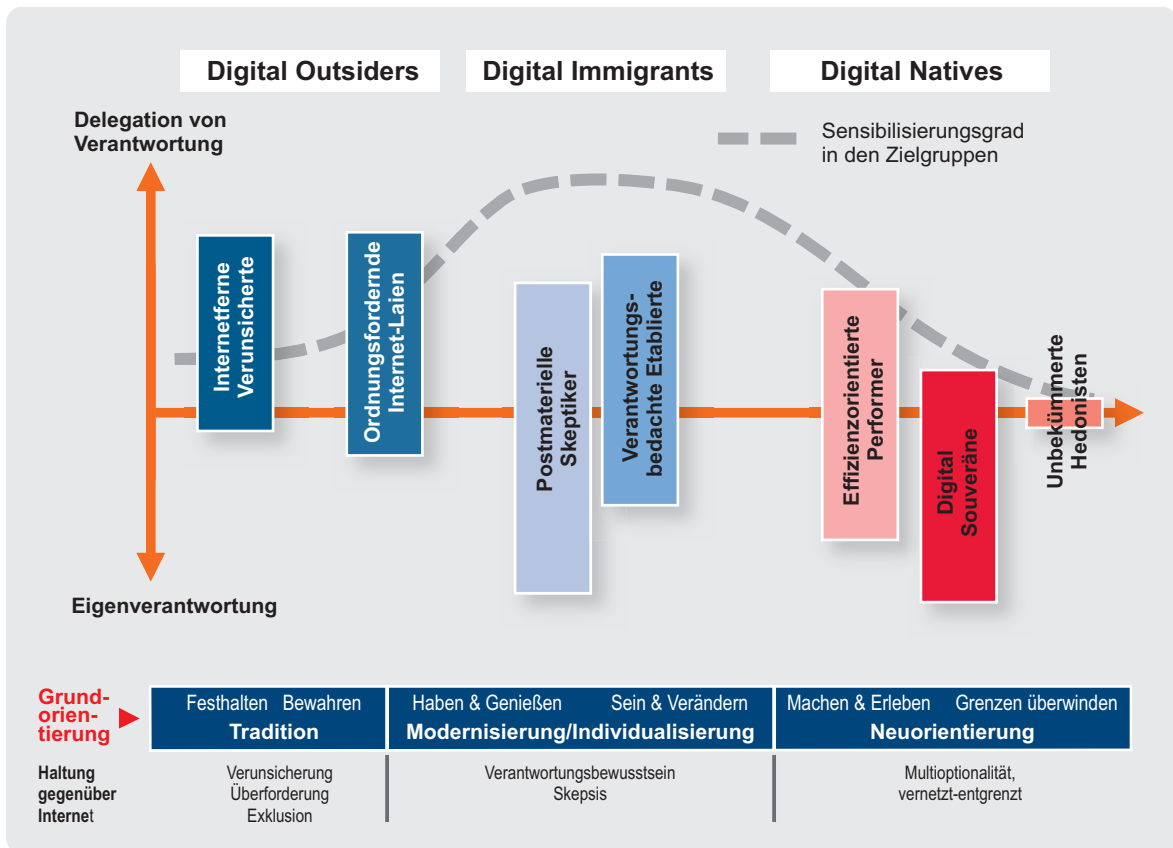 Digital Outsiders
Digital Immigrants
Digital Natives
Delegation von
Verantwortung
Sensibilisierungsgrad
in den Zielgruppen
Internetferne
Verunsicherte
Ordnungsfordernde
Internet-Laien
Postmaterielle
Skeptiker
Verantwortungs-
bedachte Etablierte
Effizienzorientierte
Performer
Digital
Souveräne
Unbekümmerte
Hedonisten
Eigenverantwortung
Grund-
orien-
tierung
Festhalten Bewahren
Tradition
Haben & Genießen Sein & Verändern
Modernisierung/Individualisierung
Machen & Erleben Grenzen überwinden
Neuorientierung
Haltung
gegenüber
Internet
Verunsicherung
Überforderung
Exklusion
Verantwortungsbewusstsein
Skepsis
Multioptionalität,
vernetzt-entgrenzt